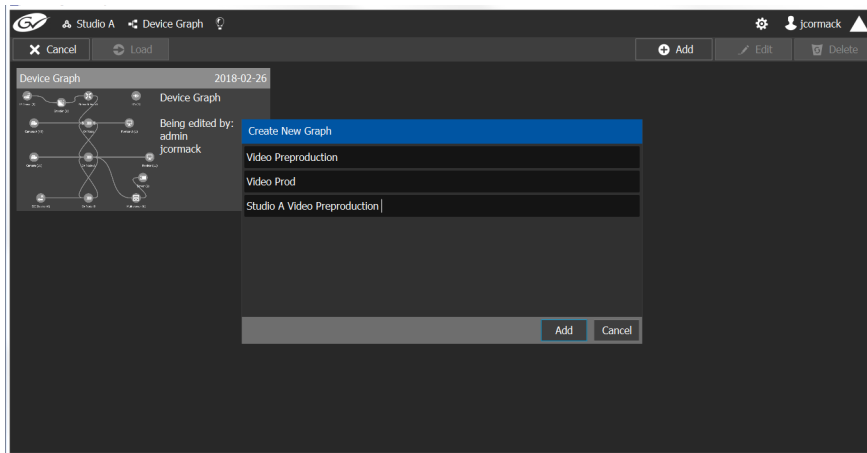 Studio A Device Graph jcormack
Cancel Load Add Edit Delete
Device Graph 2018-02-26
Device Graph
Being edited by:
admin
jcormack
Create New Graph
Video Preproduction
Video Prod
Studio A Video Preproduction
Add Cancel